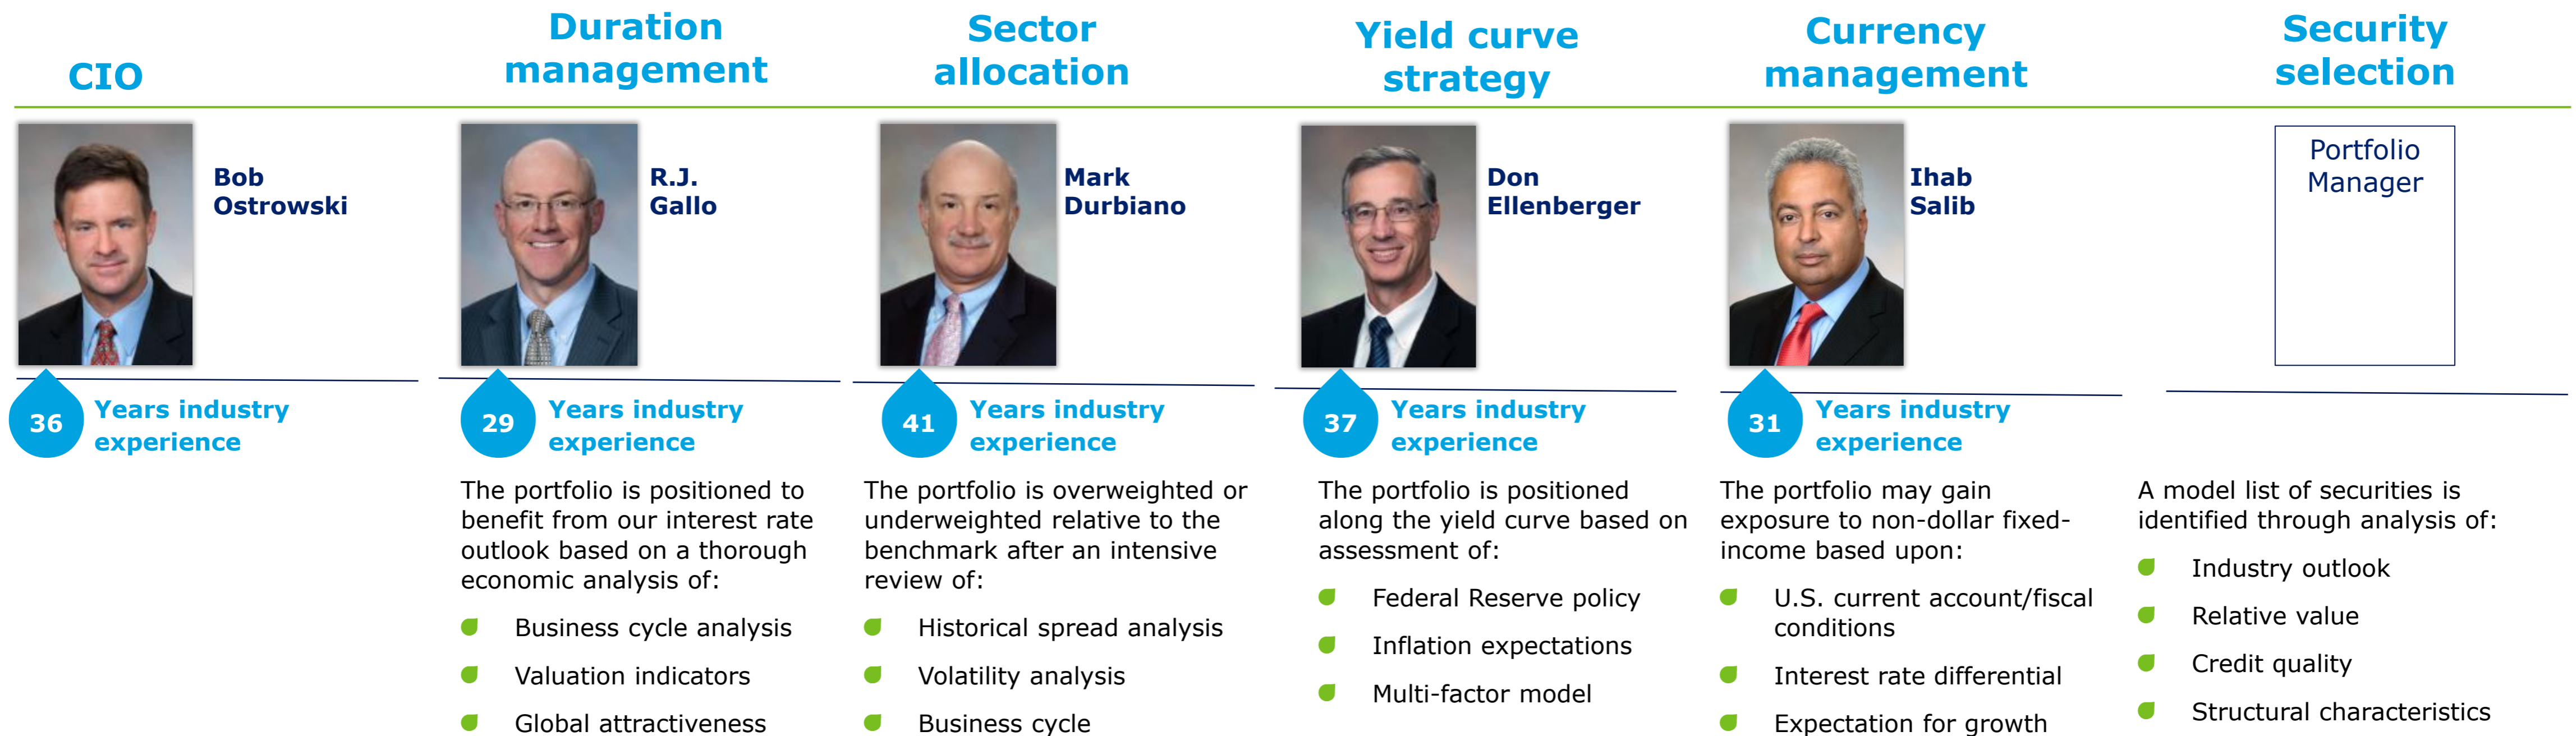 CIO
Duration
management
Sector
allocation
Yield curve
strategy
Currency
management
Security
selection
Bob
Ostrowski
R.J.
Gallo
Mark
Durbiano
Don
Ellenberger
Ihab
Salib
Portfolio
Manager
36
Years industry
experience
29
Years industry
experience
41
Years industry
experience
37
Years industry
experience
31
Years industry
experience
The portfolio is positioned to
benefit from our interest rate
outlook based on a thorough
economic analysis of:
Business cycle analysis
Valuation indicators
Global attractiveness
The portfolio is overweighted or
underweighted relative to the
benchmark after an intensive
review of:
Historical spread analysis
Volatility analysis
Business cycle
The portfolio is positioned
along the yield curve based on
assessment of:
Federal Reserve policy
Inflation expectations
Multi-factor model
The portfolio may gain
exposure to non-dollar fixed-
income based upon:
U.S. current account/fiscal
conditions
Interest rate differential
Expectation for growth
A model list of securities is
identified through analysis of:
Industry outlook
Relative value
Credit quality
Structural characteristics